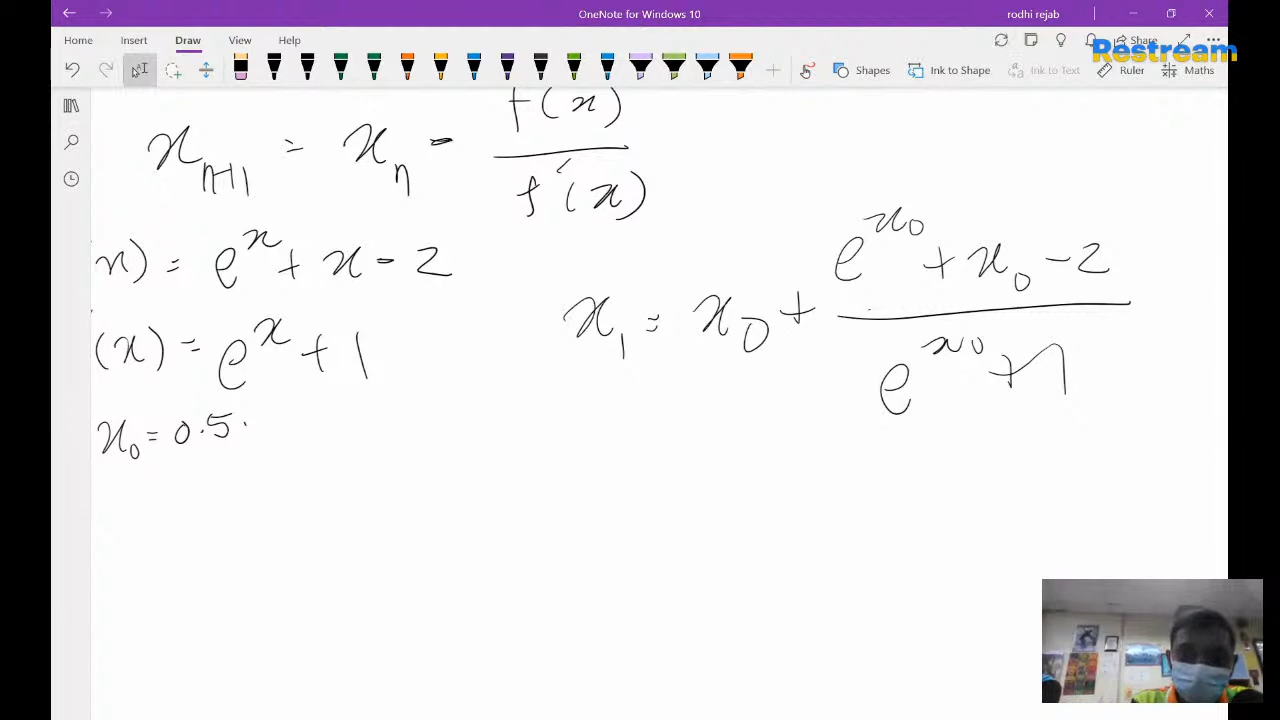 OneNote for Windows 10
rodhi rejab
Home Insert Draw View Help
Share
Restream
Shapes Ink to Shape Ink to Text Ruler Maths
x_{n+1} = x_n - f(x) / f'(x)
x) = e^x + x - 2
(x) = e^x + 1
x_0 = 0.5.
x_1 = x_0 + (e^{x_0} + x_0 - 2) / (e^{x_0} + 1)